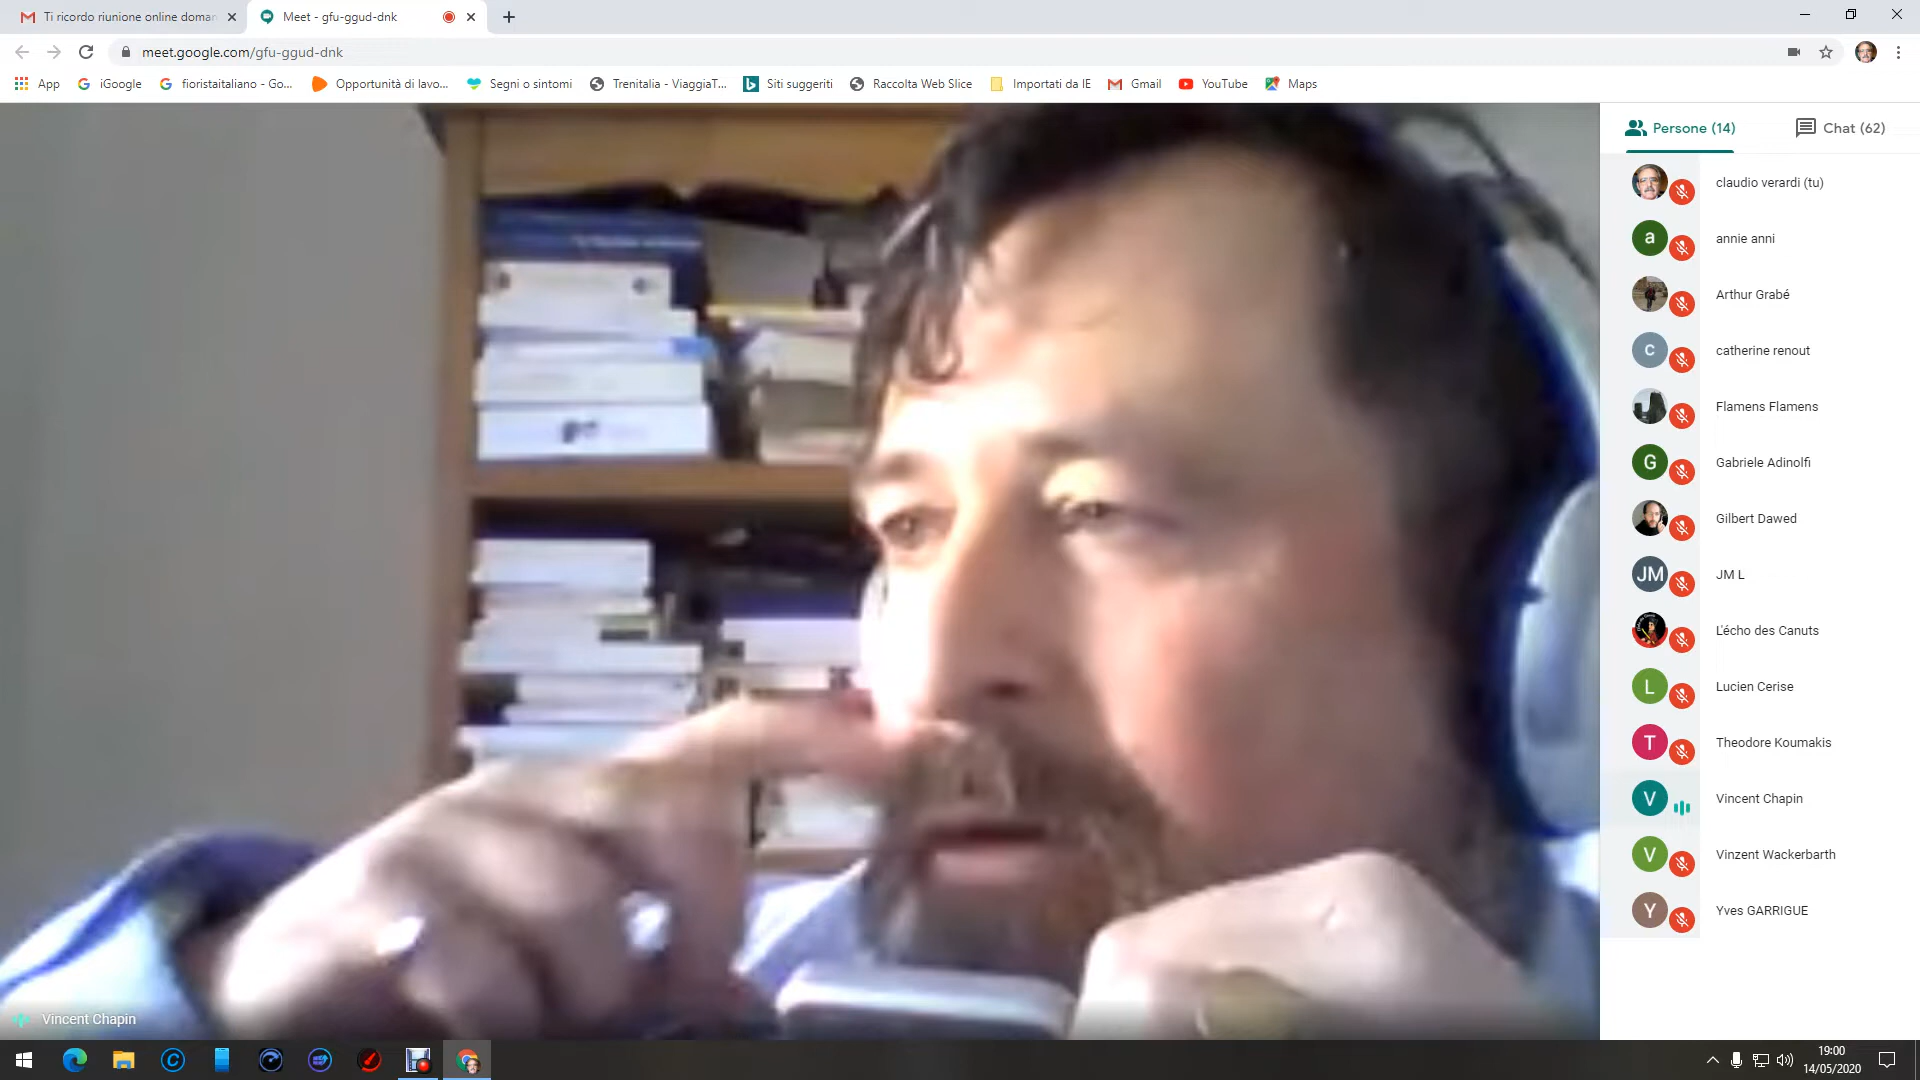 Ti ricordo riunione online doman
Meet - gfu-ggud-dnk
meet.google.com/gfu-ggud-dnk
App
iGoogle
fioristaitaliano - Go...
Opportunità di lavo...
Segni o sintomi
Trenitalia - ViaggiaT...
Siti suggeriti
Raccolta Web Slice
Importati da IE
Gmail
YouTube
Maps
Persone (14)
Chat (62)
claudio verardi (tu)
a
annie anni
Arthur Grabé
c
catherine renout
Flamens Flamens
G
Gabriele Adinolfi
Gilbert Dawed
JM
JM L
L'écho des Canuts
L
Lucien Cerise
T
Theodore Koumakis
V
Vincent Chapin
V
Vinzent Wackerbarth
Y
Yves GARRIGUE
Vincent Chapin
19:00
14/05/2020